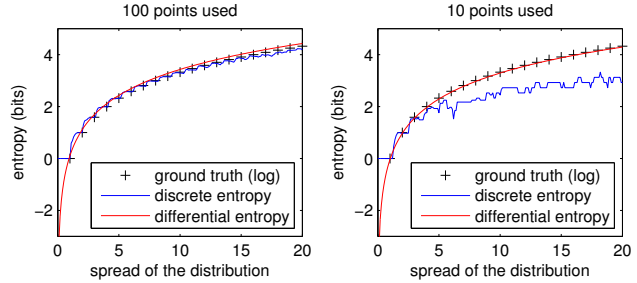 100 points used
entropy (bits)
4
2
0
−2
0
5
10
15
20
spread of the distribution
ground truth (log)
discrete entropy
differential entropy
10 points used
entropy (bits)
4
2
0
−2
0
5
10
15
20
spread of the distribution
ground truth (log)
discrete entropy
differential entropy